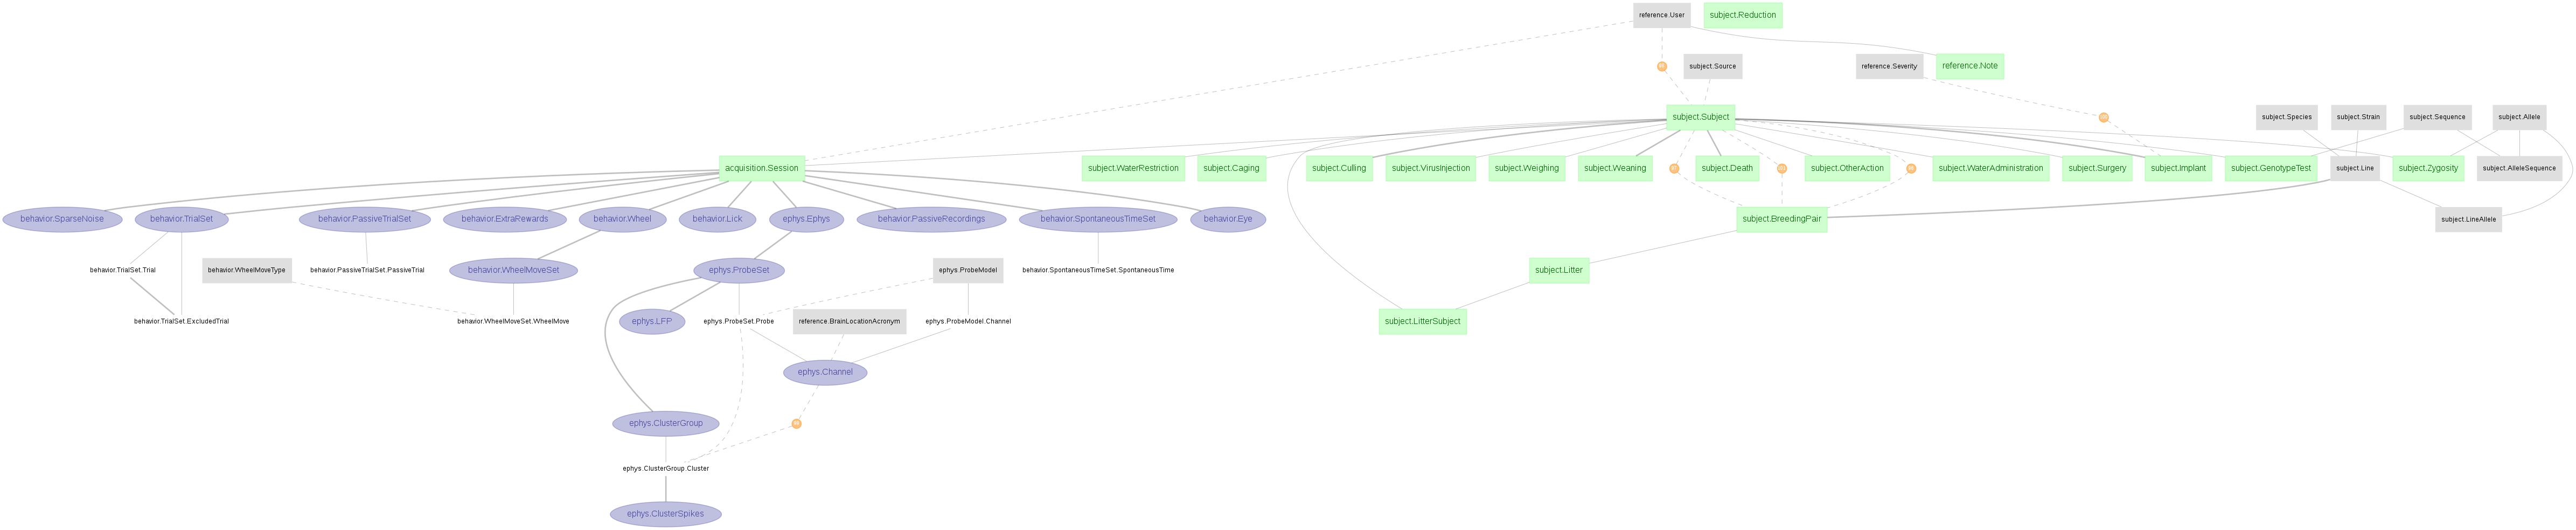 reference.User
subject.Reduction
subject.Source
reference.Severity
reference.Note
subject.Subject
subject.Species
subject.Strain
subject.Sequence
subject.Allele
acquisition.Session
subject.WaterRestriction
subject.Caging
subject.Culling
subject.VirusInjection
subject.Weighing
subject.Weaning
subject.Death
subject.OtherAction
subject.WaterAdministration
subject.Surgery
subject.Implant
subject.GenotypeTest
subject.Line
subject.Zygosity
subject.AlleleSequence
behavior.SparseNoise
behavior.TrialSet
behavior.PassiveTrialSet
behavior.ExtraRewards
behavior.Wheel
behavior.Lick
ephys.Ephys
behavior.PassiveRecordings
behavior.SpontaneousTimeSet
behavior.Eye
subject.BreedingPair
subject.LineAllele
behavior.TrialSet.Trial
behavior.WheelMoveType
behavior.PassiveTrialSet.PassiveTrial
behavior.WheelMoveSet
ephys.ProbeSet
ephys.ProbeModel
behavior.SpontaneousTimeSet.SpontaneousTime
subject.Litter
behavior.TrialSet.ExcludedTrial
behavior.WheelMoveSet.WheelMove
ephys.LFP
ephys.ProbeSet.Probe
reference.BrainLocationAcronym
ephys.ProbeModel.Channel
subject.LitterSubject
ephys.Channel
ephys.ClusterGroup
ephys.ClusterGroup.Cluster
ephys.ClusterSpikes